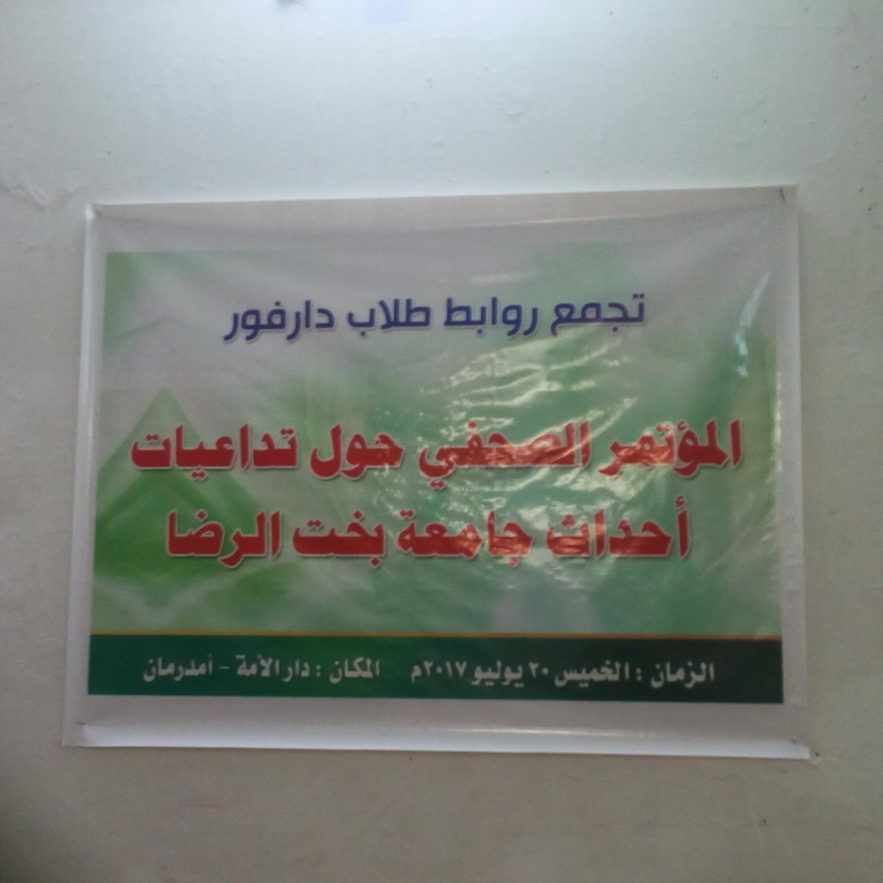 تجمع روابط طلاب دارفور
المؤتمر الصحفي حول تداعيات
أحداث جامعة بخت الرضا
الزمان : الخميس ٢٠ يوليو ٢٠١٧م المكان : دار الأمة - أمدرمان